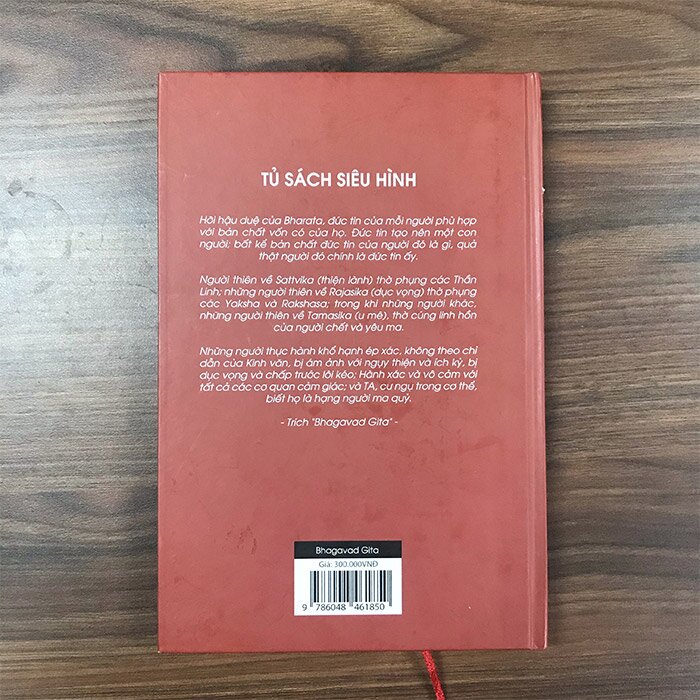 TỦ SÁCH SIÊU HÌNH
Hỡi hậu duệ của Bharata, đức tin của mỗi người phù hợp
với bản chất vốn có của họ. Đức tin tạo nên một con
người; bất kể bản chất đức tin của người đó là gì, quả
thật người đó chính là đức tin ấy.
Người thiên về Sattvika (thiện lành) thờ phụng các Thần
Linh; những người thiên về Rajasika (dục vọng) thờ phụng
các Yaksha và Rakshasa; trong khi những người khác,
những người thiên về Tamasika (u mê), thờ cúng linh hồn
của người chết và yêu ma.
Những người thực hành khổ hạnh ép xác, không theo chỉ
dẫn của Kinh văn, bị ám ảnh với ngụy thiện và ích kỷ, bị
dục vọng và chấp trước lôi kéo; Hành xác và vô cảm với
tất cả các cơ quan cảm giác; và TA, cư ngụ trong cơ thể,
biết họ là hạng người ma quỷ.
- Trích "Bhagavad Gita" -
Bhagavad Gita
Giá: 300.000VNĐ
9 786048 461850